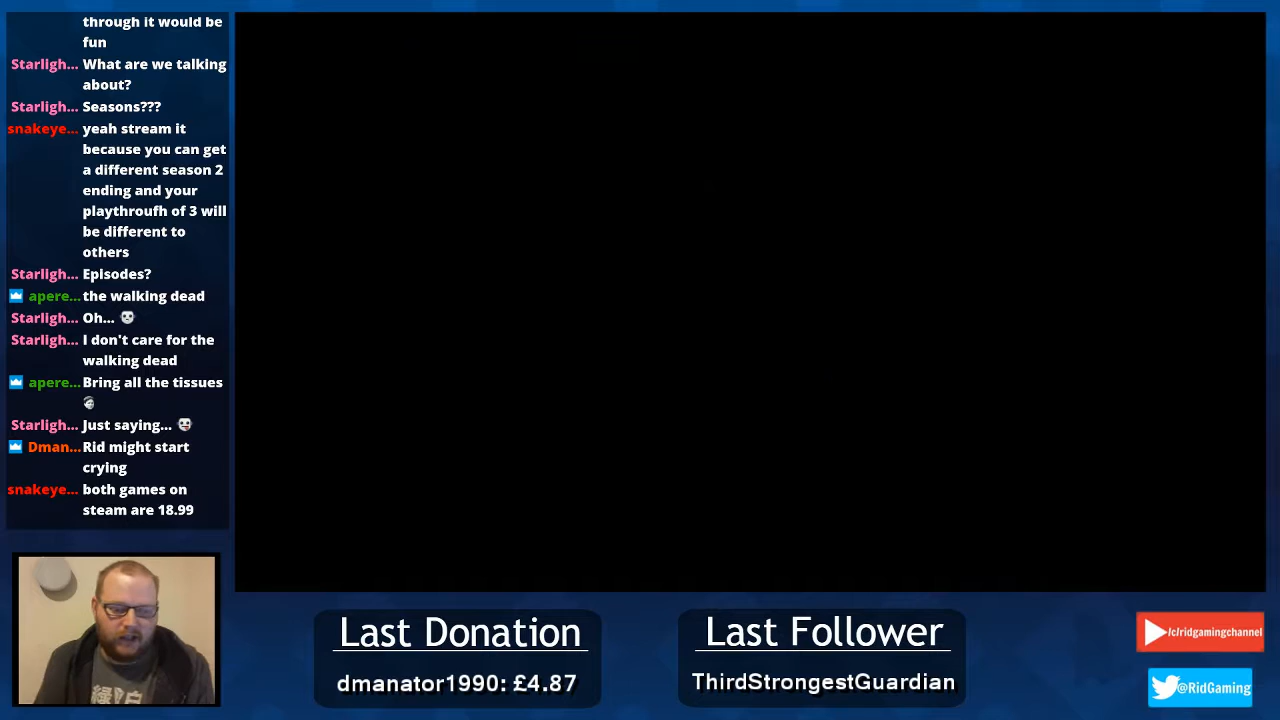 through it would be
fun
Starligh... What are we talking
about?
Starligh... Seasons???
snakeye... yeah stream it
because you can get
a different season 2
ending and your
playthroufh of 3 will
be different to
others
Starligh... Episodes?
apere... the walking dead
Starligh... Oh...
Starligh... I don't care for the
walking dead
apere... Bring all the tissues
Starligh... Just saying...
Dman... Rid might start
crying
snakeye... both games on
steam are 18.99
Last Donation
dmanator1990: £4.87
Last Follower
ThirdStrongestGuardian
/c/ridgamingchannel
@RidGaming